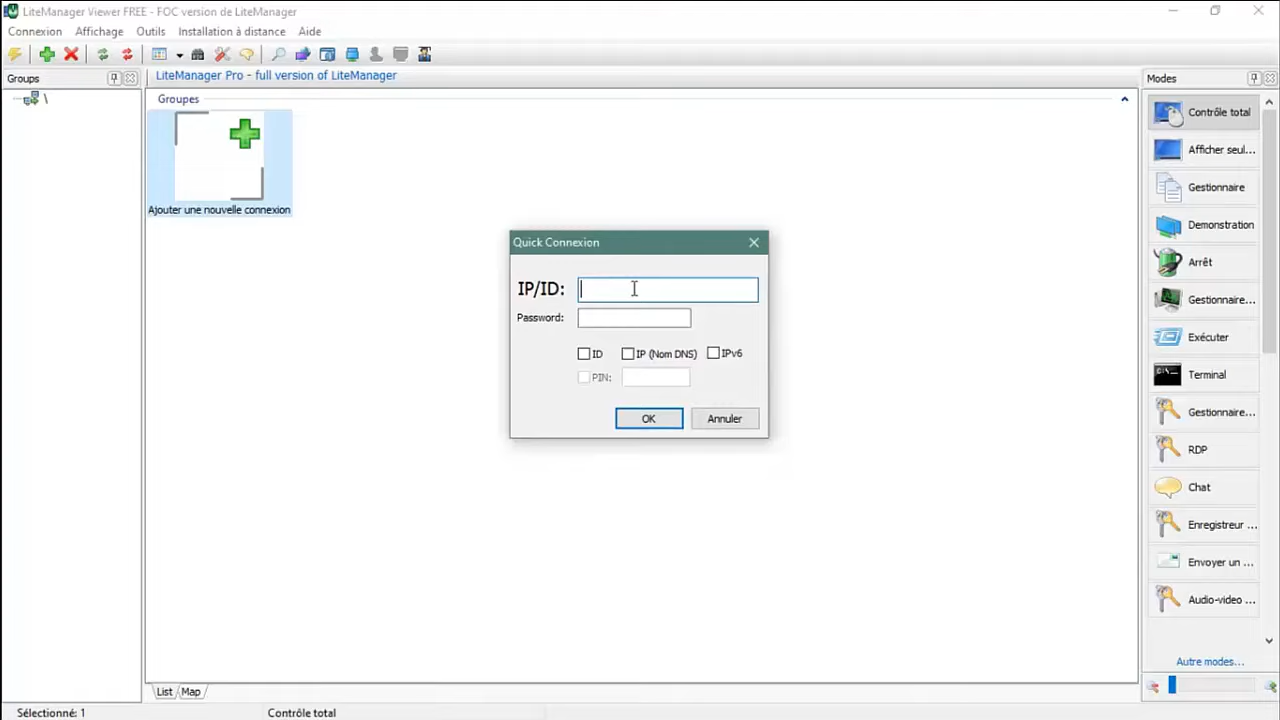 LiteManager Viewer FREE - FOC version de LiteManager
Connexion Affichage Outils Installation à distance Aide
Groups
\
LiteManager Pro - full version of LiteManager
Groupes
Ajouter une nouvelle connexion
Quick Connexion
IP/ID:
Password:
ID IP (Nom DNS) IPv6
PIN:
OK Annuler
Modes
Contrôle total
Afficher seul...
Gestionnaire
Demonstration
Arrêt
Gestionnaire...
Exécuter
Terminal
Gestionnaire...
RDP
Chat
Enregistreur ...
Envoyer un ...
Audio-video ...
Autre modes...
List Map
Sélectionné: 1 Contrôle total